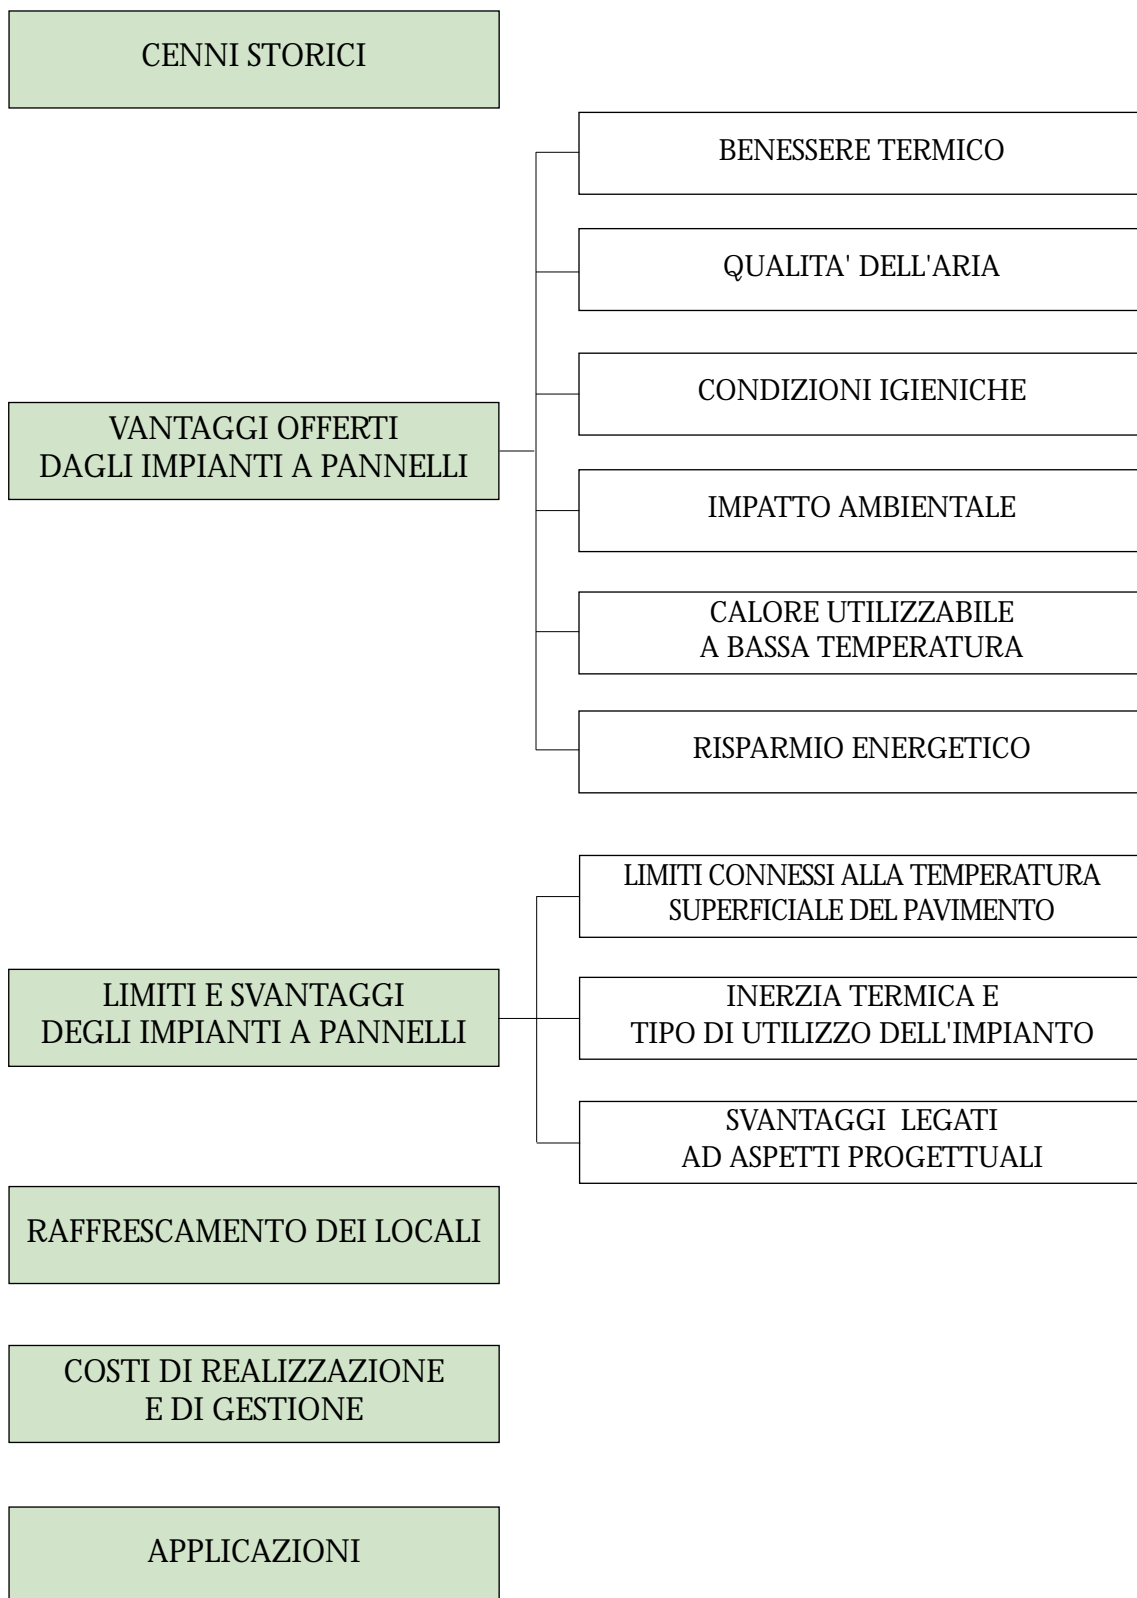 CENNI STORICI
VANTAGGI OFFERTI
DAGLI IMPIANTI A PANNELLI
BENESSERE TERMICO
QUALITA' DELL'ARIA
CONDIZIONI IGIENICHE
IMPATTO AMBIENTALE
CALORE UTILIZZABILE
A BASSA TEMPERATURA
RISPARMIO ENERGETICO
LIMITI E SVANTAGGI
DEGLI IMPIANTI A PANNELLI
LIMITI CONNESSI ALLA TEMPERATURA
SUPERFICIALE DEL PAVIMENTO
INERZIA TERMICA E
TIPO DI UTILIZZO DELL'IMPIANTO
SVANTAGGI LEGATI
AD ASPETTI PROGETTUALI
RAFFRESCAMENTO DEI LOCALI
COSTI DI REALIZZAZIONE
E DI GESTIONE
APPLICAZIONI